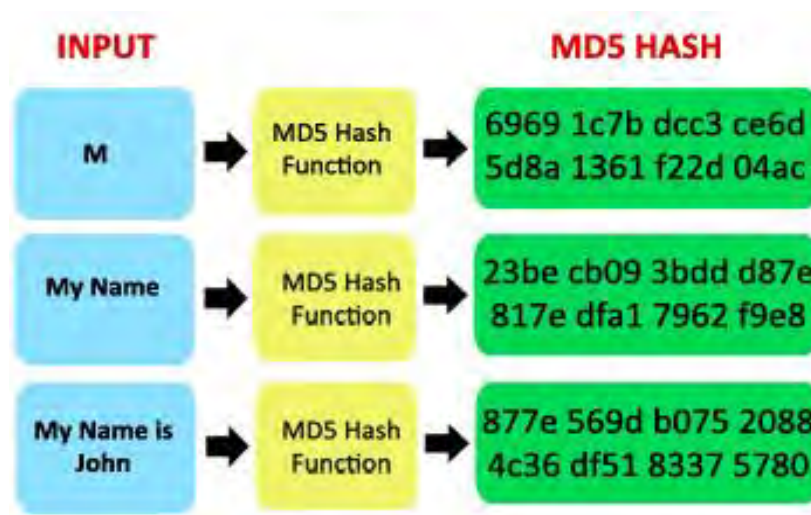 INPUT
MD5 HASH
M
MD5 Hash
Function
6969 1c7b dcc3 ce6d
5d8a 1361 f22d 04ac
My Name
MD5 Hash
Function
23be cb09 3bdd d87e
817e dfa1 7962 f9e8
My Name is
John
MD5 Hash
Function
877e 569d b075 2088
4c36 df51 8337 5780